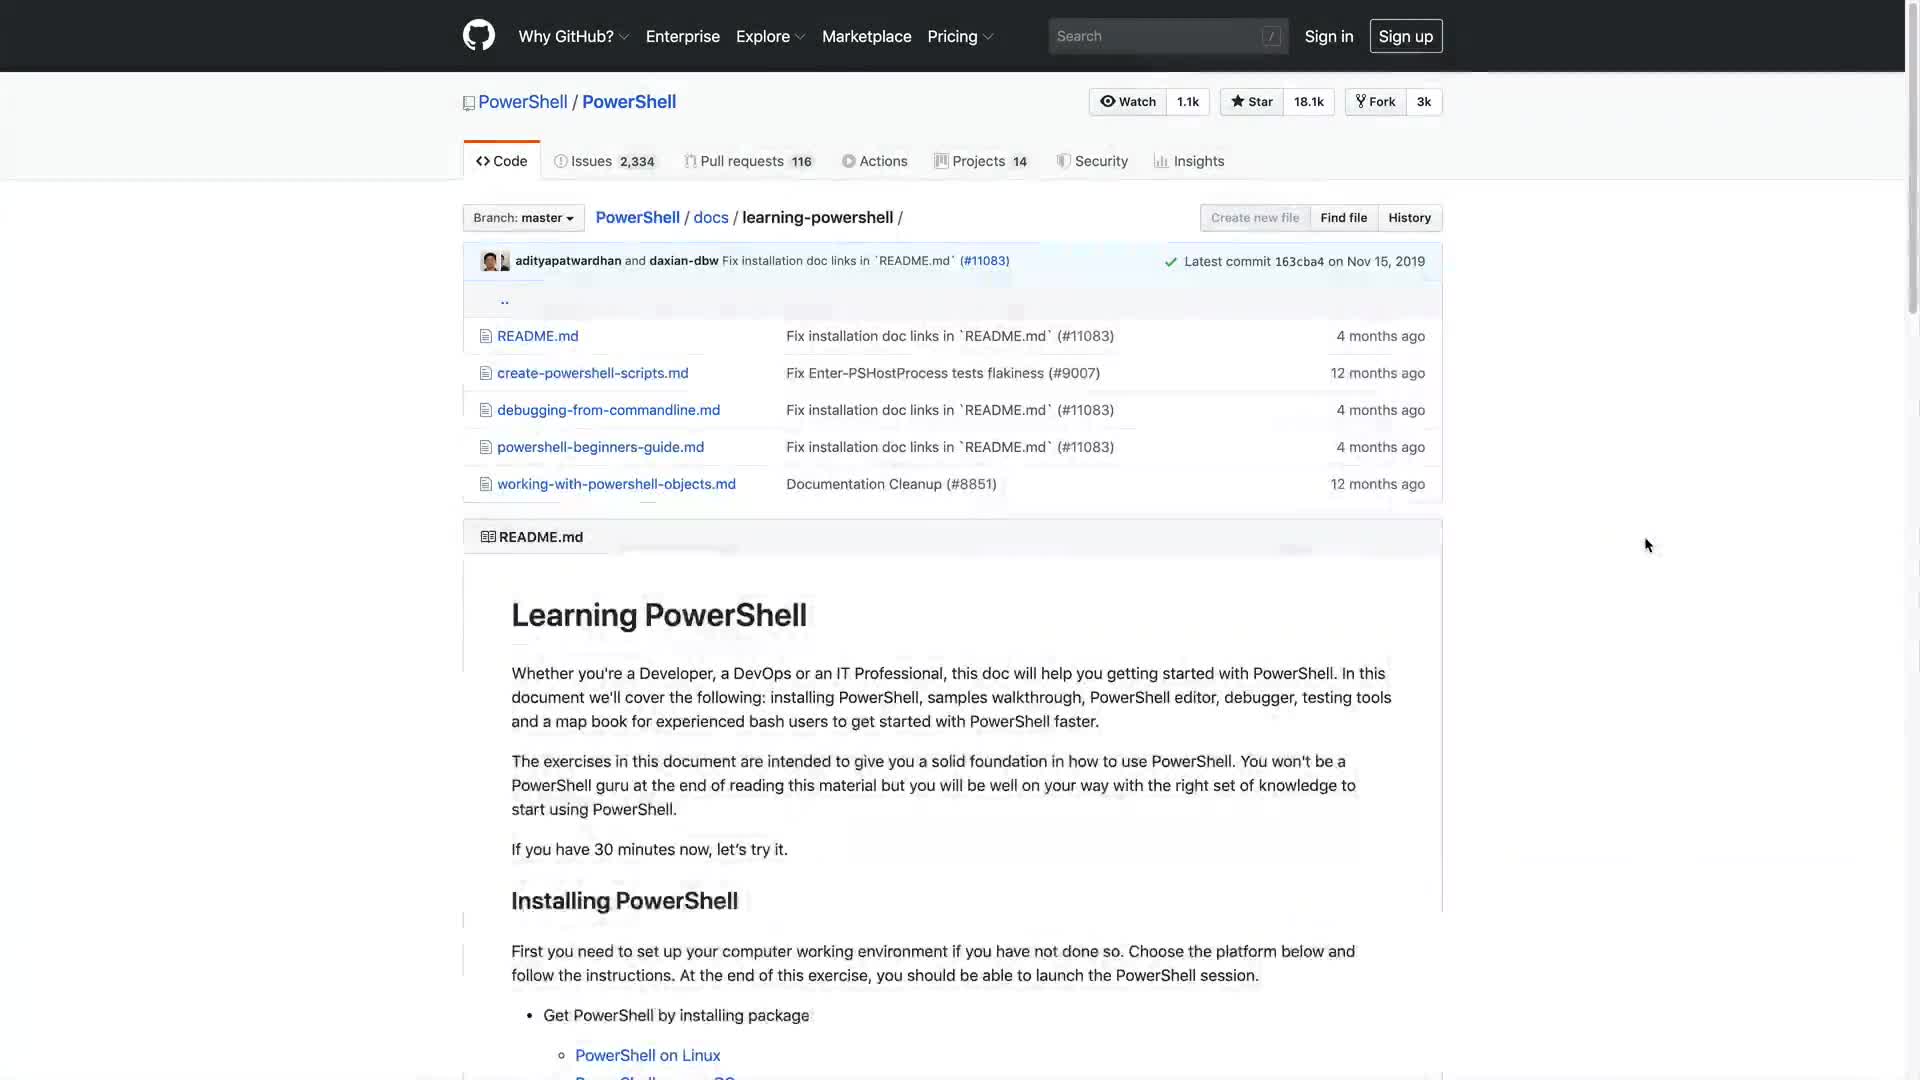 Why GitHub? Enterprise Explore Marketplace Pricing Search / Sign in Sign up
PowerShell / PowerShell Watch 1.1k Star 18.1k Fork 3k
Code Issues 2,334 Pull requests 116 Actions Projects 14 Security Insights
Branch: master PowerShell / docs / learning-powershell / Create new file Find file History
adityapatwardhan and daxian-dbw Fix installation doc links in `README.md` (#11083) Latest commit 163cba4 on Nov 15, 2019
..
README.md Fix installation doc links in `README.md` (#11083) 4 months ago
create-powershell-scripts.md Fix Enter-PSHostProcess tests flakiness (#9007) 12 months ago
debugging-from-commandline.md Fix installation doc links in `README.md` (#11083) 4 months ago
powershell-beginners-guide.md Fix installation doc links in `README.md` (#11083) 4 months ago
working-with-powershell-objects.md Documentation Cleanup (#8851) 12 months ago
README.md
Learning PowerShell
Whether you're a Developer, a DevOps or an IT Professional, this doc will help you getting started with PowerShell. In this
document we'll cover the following: installing PowerShell, samples walkthrough, PowerShell editor, debugger, testing tools
and a map book for experienced bash users to get started with PowerShell faster.
The exercises in this document are intended to give you a solid foundation in how to use PowerShell. You won't be a
PowerShell guru at the end of reading this material but you will be well on your way with the right set of knowledge to
start using PowerShell.
If you have 30 minutes now, let's try it.
Installing PowerShell
First you need to set up your computer working environment if you have not done so. Choose the platform below and
follow the instructions. At the end of this exercise, you should be able to launch the PowerShell session.
• Get PowerShell by installing package
◦ PowerShell on Linux